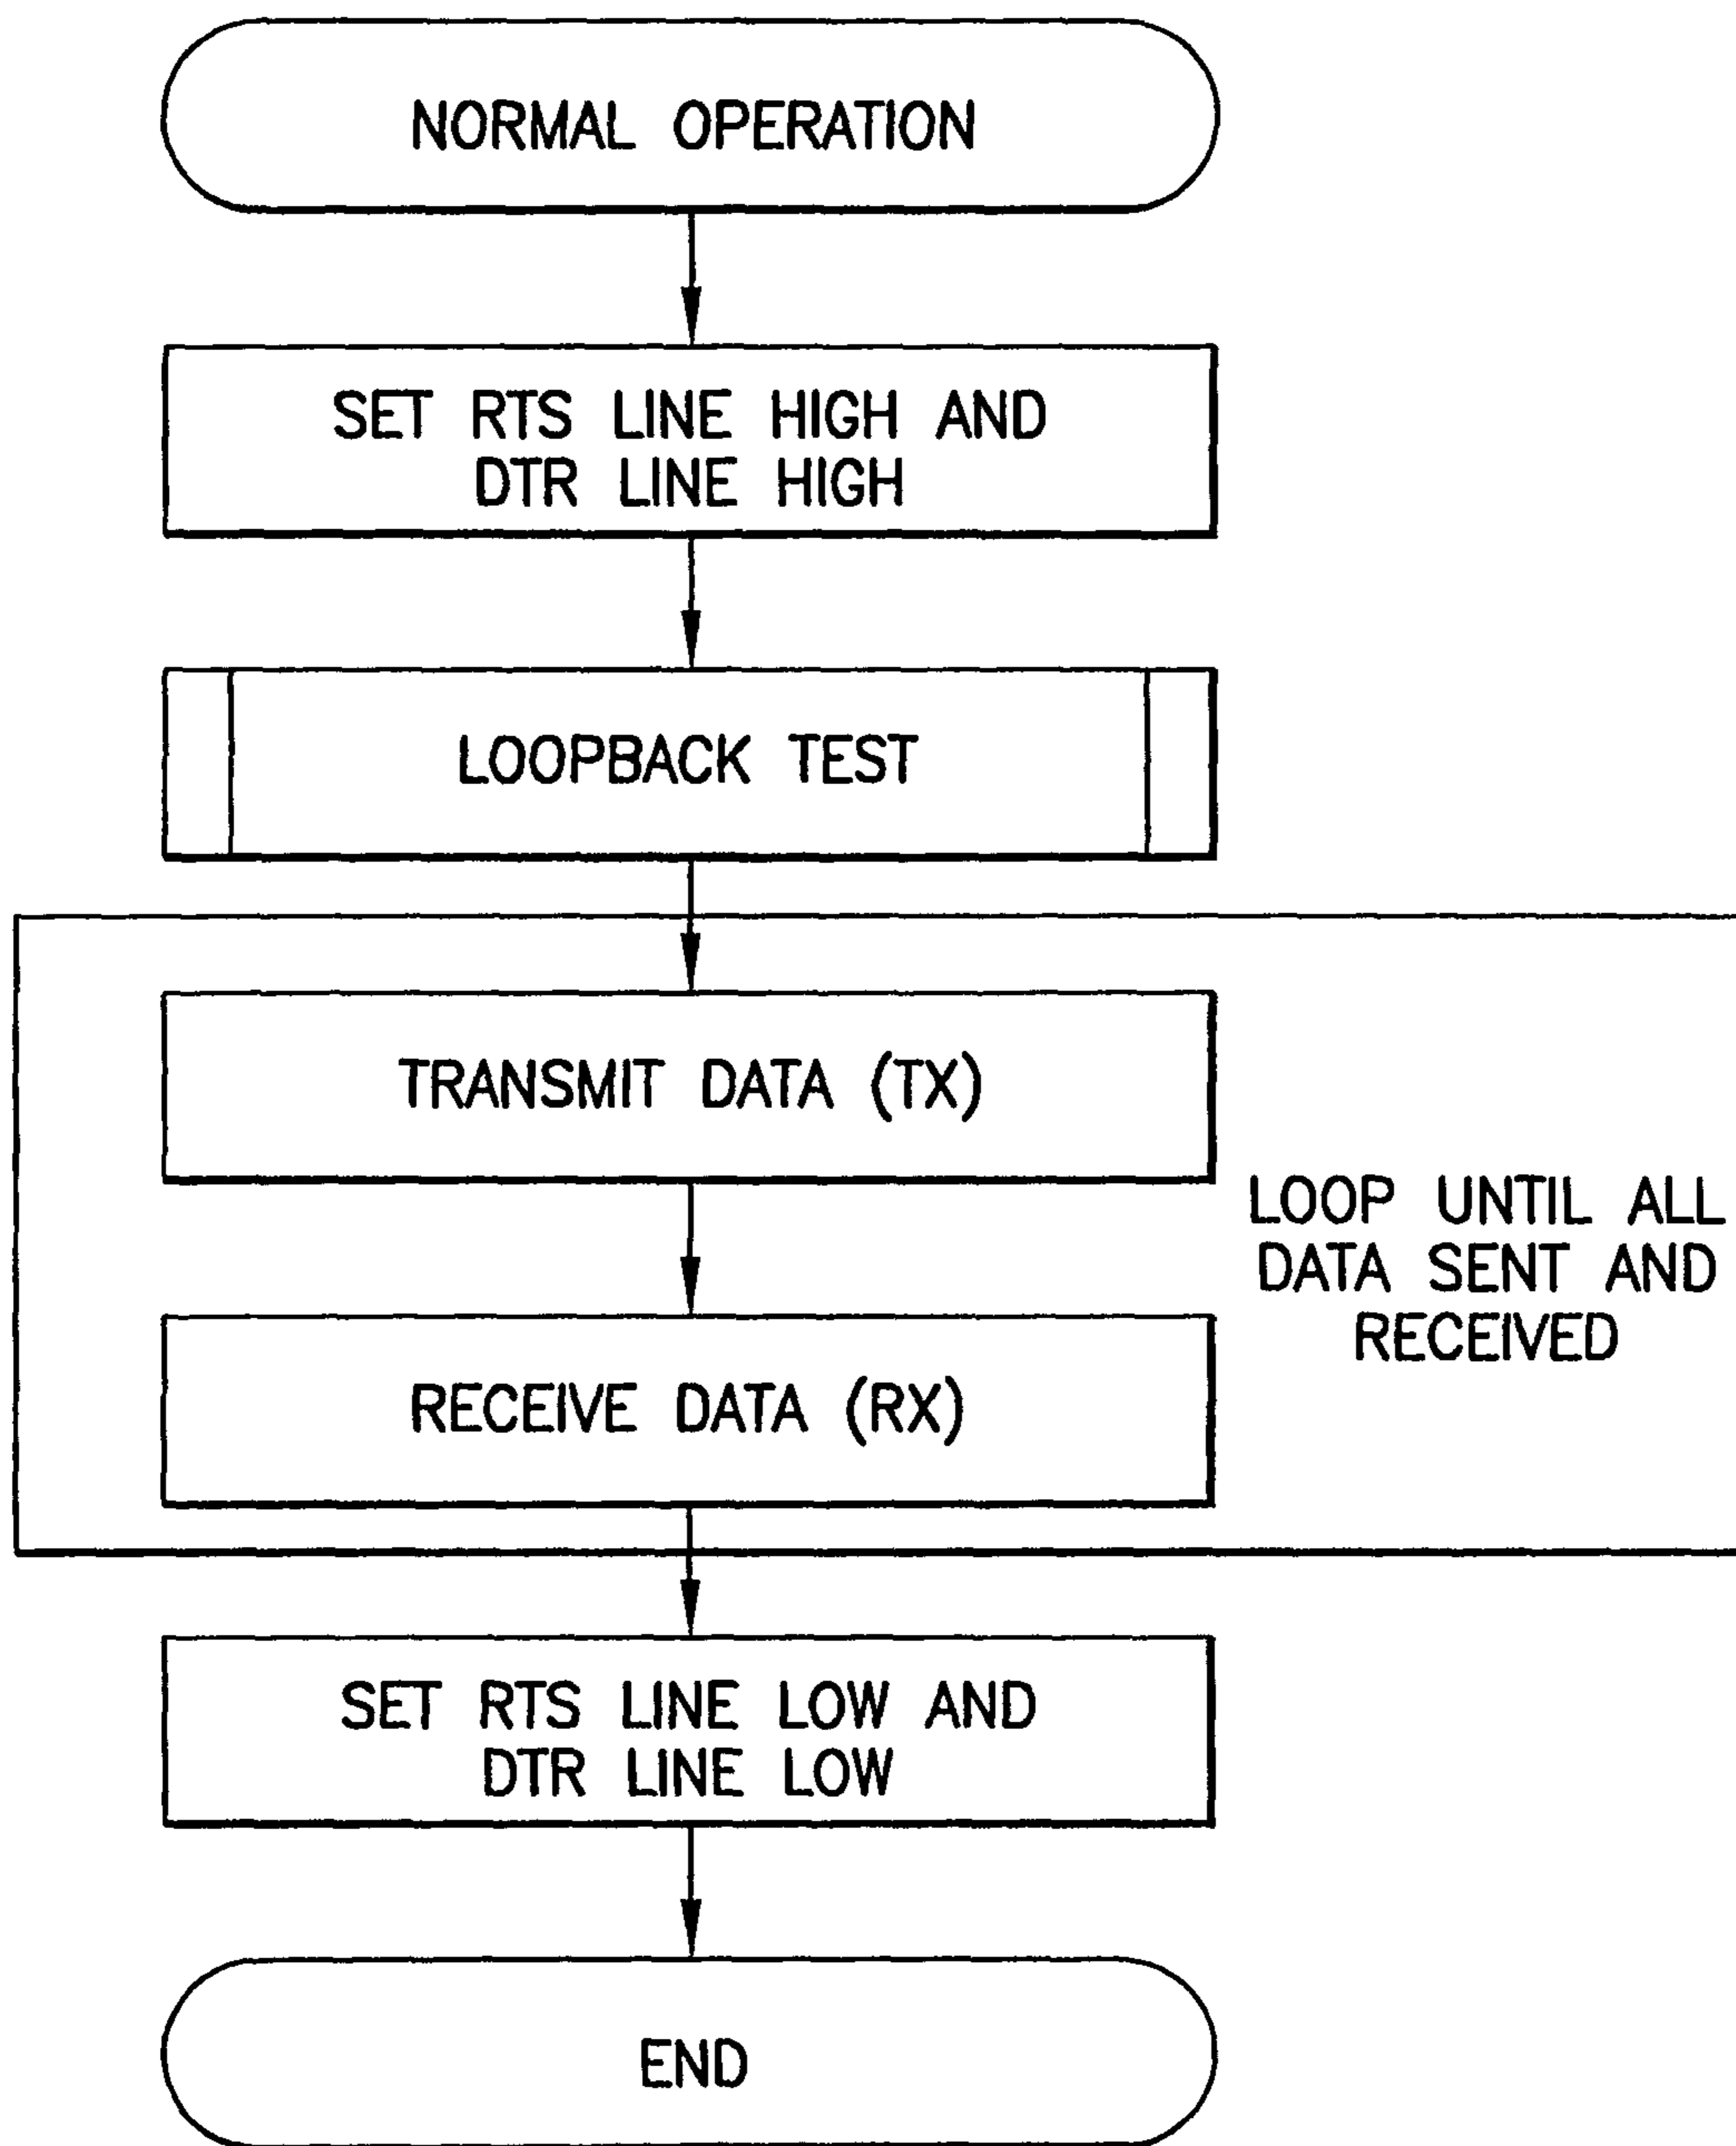 NORMAL OPERATION
SET RTS LINE HIGH AND
DTR LINE HIGH
LOOPBACK TEST
TRANSMIT DATA (TX)
LOOP UNTIL ALL
DATA SENT AND
RECEIVED
RECEIVE DATA (RX)
SET RTS LINE LOW AND
DTR LINE LOW
END